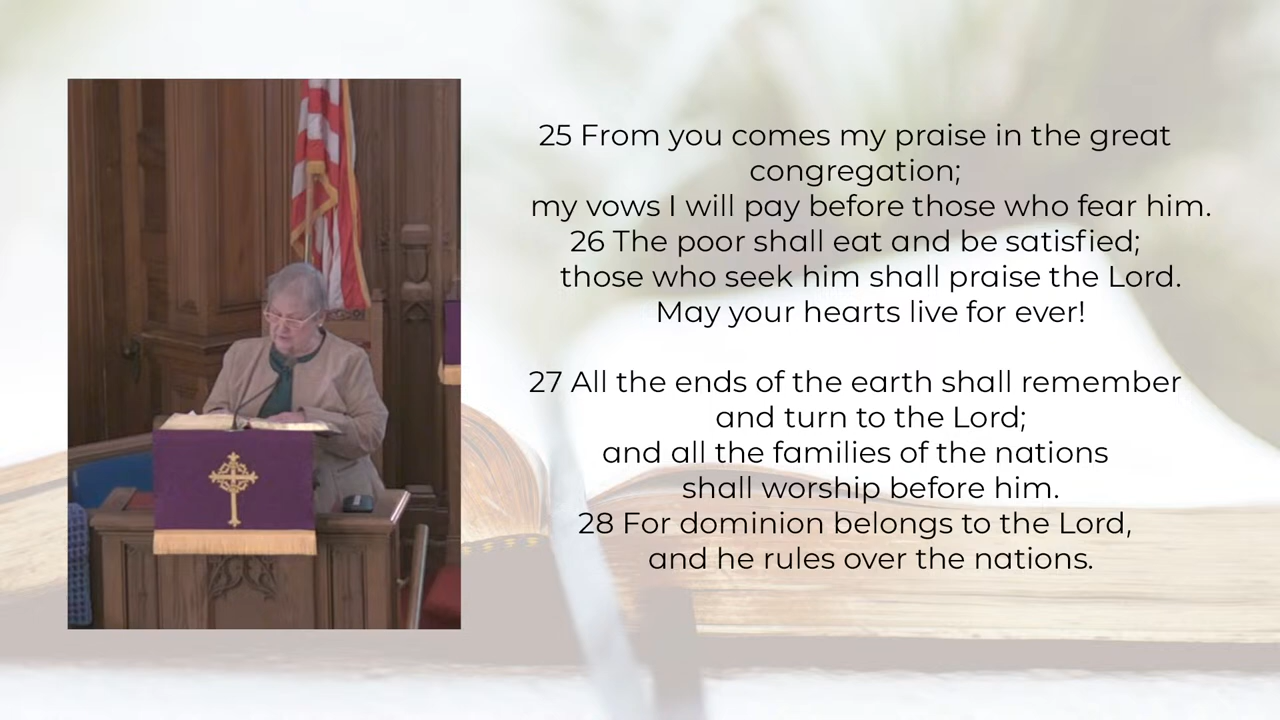 25 From you comes my praise in the great
congregation;
my vows I will pay before those who fear him.
26 The poor shall eat and be satisfied;
those who seek him shall praise the Lord.
May your hearts live for ever!
27 All the ends of the earth shall remember
and turn to the Lord;
and all the families of the nations
shall worship before him.
28 For dominion belongs to the Lord,
and he rules over the nations.